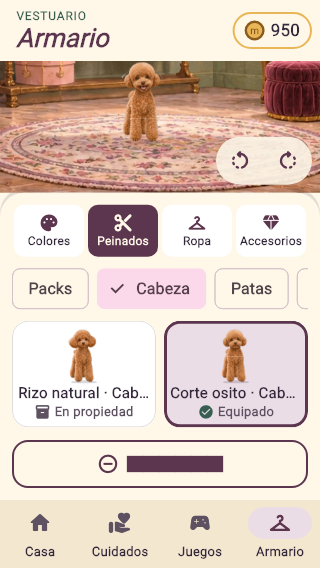 VESTUARIO
Armario
m 950
Colores
Peinados
Ropa
Accesorios
Packs
Cabeza
Patas
Rizo natural · Cab...
En propiedad
Corte osito · Cab...
Equipado
Casa
Cuidados
Juegos
Armario